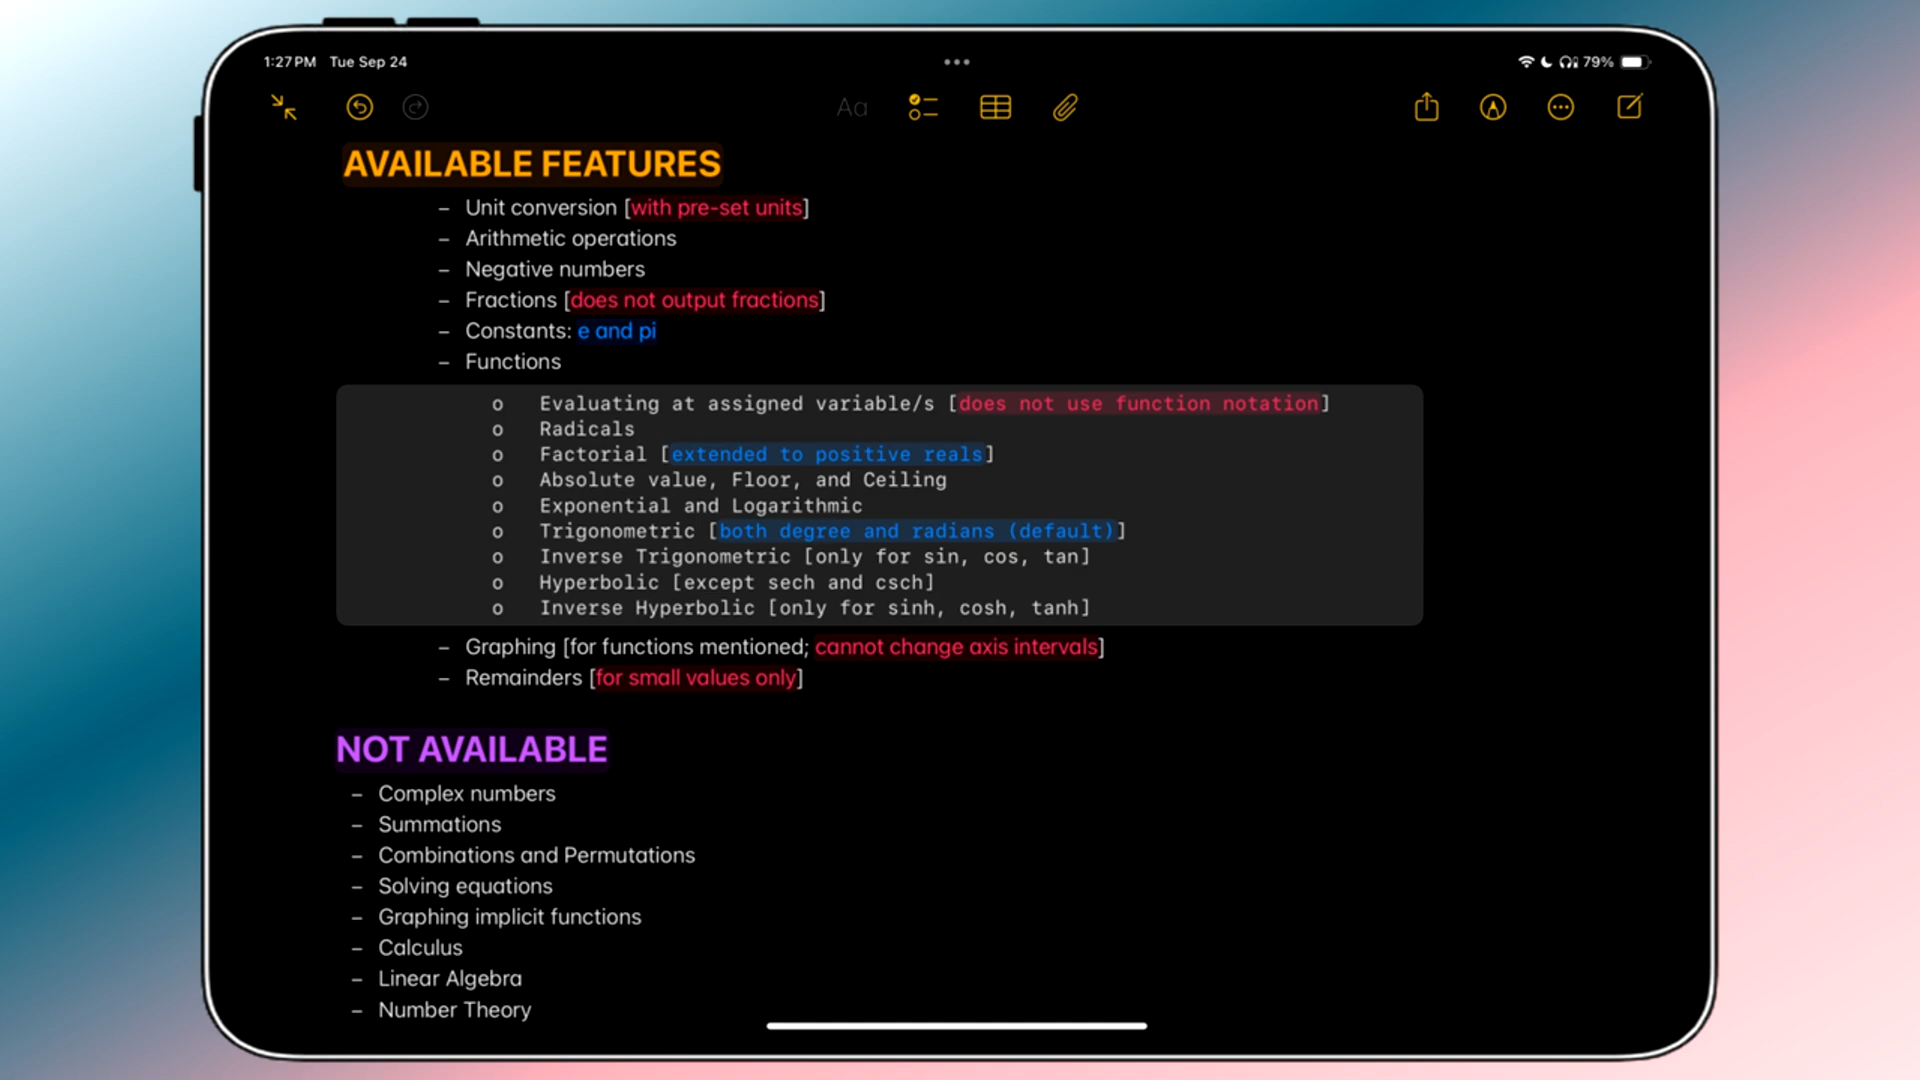 1:27 PM Tue Sep 24
79%
Aa
AVAILABLE FEATURES
– Unit conversion [with pre-set units]
– Arithmetic operations
– Negative numbers
– Fractions [does not output fractions]
– Constants: e and pi
– Functions
o Evaluating at assigned variable/s [does not use function notation]
o Radicals
o Factorial [extended to positive reals]
o Absolute value, Floor, and Ceiling
o Exponential and Logarithmic
o Trigonometric [both degree and radians (default)]
o Inverse Trigonometric [only for sin, cos, tan]
o Hyperbolic [except sech and csch]
o Inverse Hyperbolic [only for sinh, cosh, tanh]
– Graphing [for functions mentioned; cannot change axis intervals]
– Remainders [for small values only]
NOT AVAILABLE
– Complex numbers
– Summations
– Combinations and Permutations
– Solving equations
– Graphing implicit functions
– Calculus
– Linear Algebra
– Number Theory